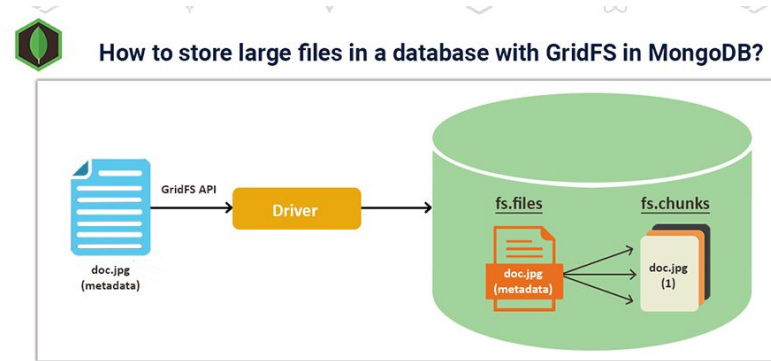 How to store large files in a database with GridFS in MongoDB?
GridFS API
Driver
doc.jpg
(metadata)
fs.files
fs.chunks
doc.jpg
(metadata)
doc.jpg
(1)